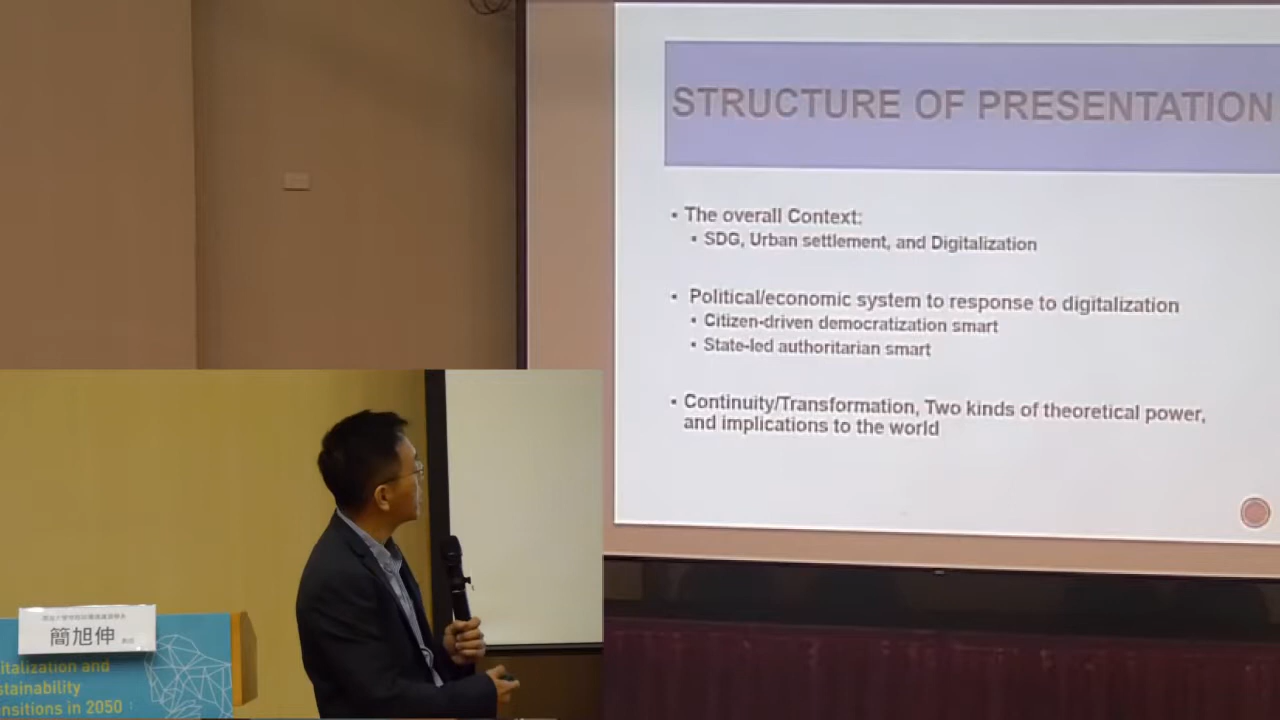 STRUCTURE OF PRESENTATION
• The overall Context:
• SDG, Urban settlement, and Digitalization
• Political/economic system to response to digitalization
• Citizen-driven democratization smart
• State-led authoritarian smart
• Continuity/Transformation, Two kinds of theoretical power,
and implications to the world
簡旭伸
italization and
stainability
nsitions in 2050